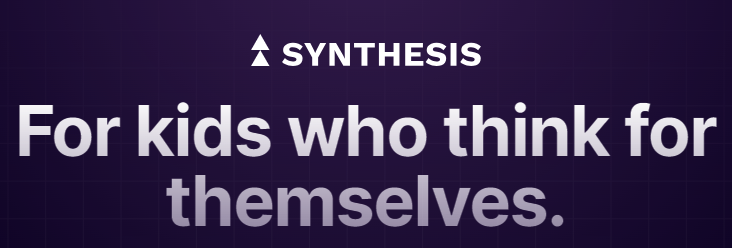 SYNTHESIS
For kids who think for
themselves.